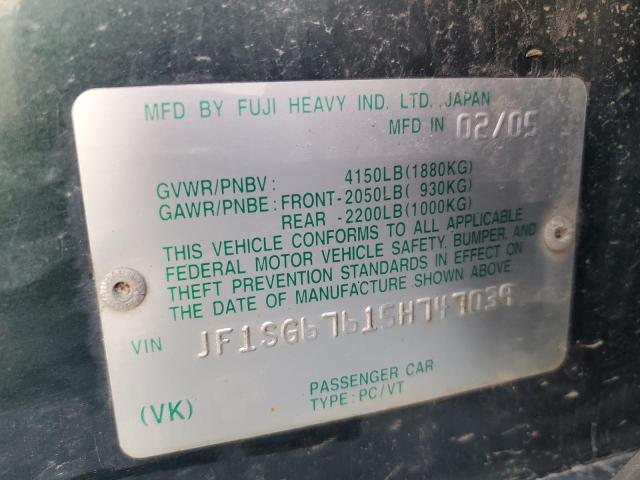 MFD BY FUJI HEAVY IND. LTD. JAPAN
MFD IN 02/05
GVWR/PNBV: 4150LB(1880KG)
GAWR/PNBE: FRONT-2050LB( 930KG)
REAR -2200LB(1000KG)
THIS VEHICLE CONFORMS TO ALL APPLICABLE
FEDERAL MOTOR VEHICLE SAFETY, BUMPER, AND
THEFT PREVENTION STANDARDS IN EFFECT ON
THE DATE OF MANUFACTURE SHOWN ABOVE.
VIN JF1SG67615H747039
PASSENGER CAR
(VK) TYPE: PC/VT